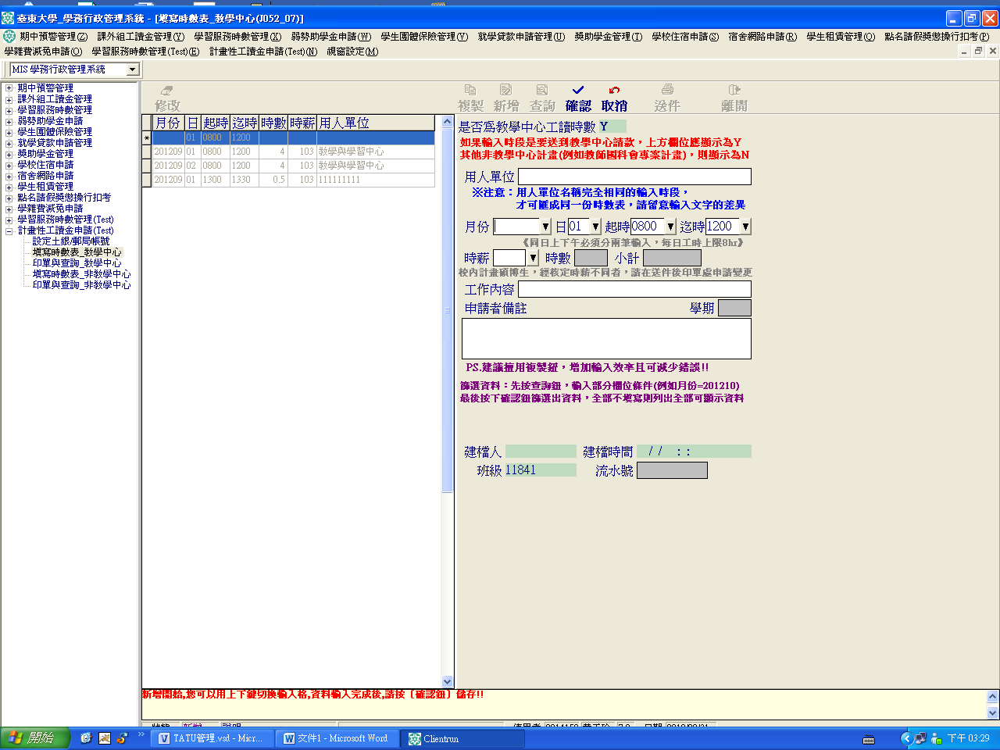 臺東大學_學務行政管理系統 - [填寫時數表_教學中心(J052_07)]
期中預警管理(Z) 課外組工讀金管理(Y) 學習服務時數管理(X) 弱勢助學金申請(W) 學生團體保險管理(V) 就學貸款申請管理(U) 獎助學金管理(T) 學校住宿申請(S) 宿舍網路申請(R) 學生租賃管理(Q) 點名請假獎懲操行扣考(P)
學雜費減免申請(O) 學習服務時數管理(Test)(E) 計畫性工讀金申請(Test)(N) 視窗設定(M)
MIS 學務行政管理系統
期中預警管理
課外組工讀金管理
學習服務時數管理
弱勢助學金申請
學生團體保險管理
就學貸款申請管理
獎助學金管理
學校住宿申請
宿舍網路申請
學生租賃管理
點名請假獎懲操行扣考
學雜費減免申請
學習服務時數管理(Test)
計畫性工讀金申請(Test)
設定土銀/郵局帳號
填寫時數表_教學中心
印單與查詢_教學中心
填寫時數表_非教學中心
印單與查詢_非教學中心
修改 複製 新增 查詢 確認 取消 送件 離開
月份 日 起時 迄時 時數 時薪 用人單位
* 01 0800 1200
201209 01 0800 1200 4 103 教學與學習中心
201209 02 0800 1200 4 103 教學與學習中心
201209 01 1300 1330 0.5 103 111111111
是否為教學中心工讀時數 Y
如果輸入時段是要送到教學中心請款，上方欄位應顯示為Y
其他非教學中心計畫(例如教師國科會專案計畫)，則顯示為N
用人單位
※注意：用人單位名稱完全相同的輸入時段，
才可匯成同一份時數表，請留意輸入文字的差異
月份 日 01 起時 0800 迄時 1200
《同日上下午必須分兩筆輸入，每日工時上限8hr》
時薪 時數 小計
校內計畫碩博生，經核定時薪不同者，請在送件後印單處申請變更
工作內容
申請者備註 學期
PS.建議擅用複製鈕，增加輸入效率且可減少錯誤!!
篩選資料：先按查詢鈕，輸入部分欄位條件(例如月份=201210)
最後按下確認鈕篩選出資料，全部不填寫則列出全部可顯示資料
建檔人 建檔時間 / / : :
班級 11841 流水號
新增開始,您可以用上下鍵切換輸入格,資料輸入完成後,請按〔確認鈕〕儲存!!
開始 TATU管理.vsd - Micr... 文件1 - Microsoft Word Clientrun 下午 03:29